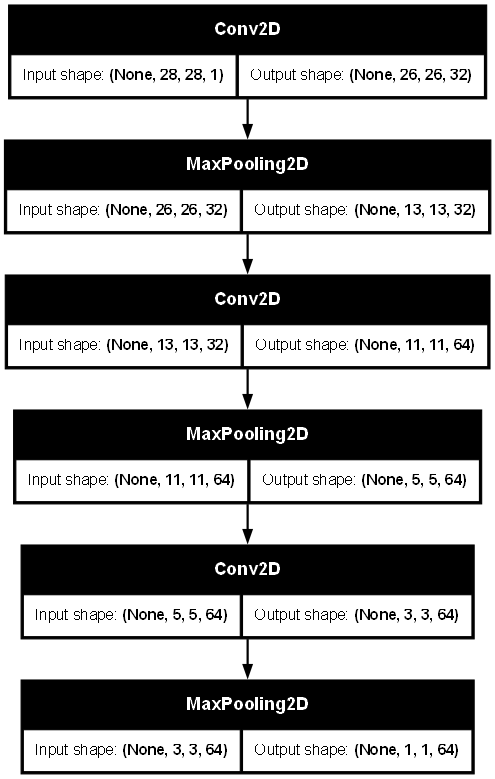 Conv2D
Input shape: (None, 28, 28, 1) Output shape: (None, 26, 26, 32)
MaxPooling2D
Input shape: (None, 26, 26, 32) Output shape: (None, 13, 13, 32)
Conv2D
Input shape: (None, 13, 13, 32) Output shape: (None, 11, 11, 64)
MaxPooling2D
Input shape: (None, 11, 11, 64) Output shape: (None, 5, 5, 64)
Conv2D
Input shape: (None, 5, 5, 64) Output shape: (None, 3, 3, 64)
MaxPooling2D
Input shape: (None, 3, 3, 64) Output shape: (None, 1, 1, 64)